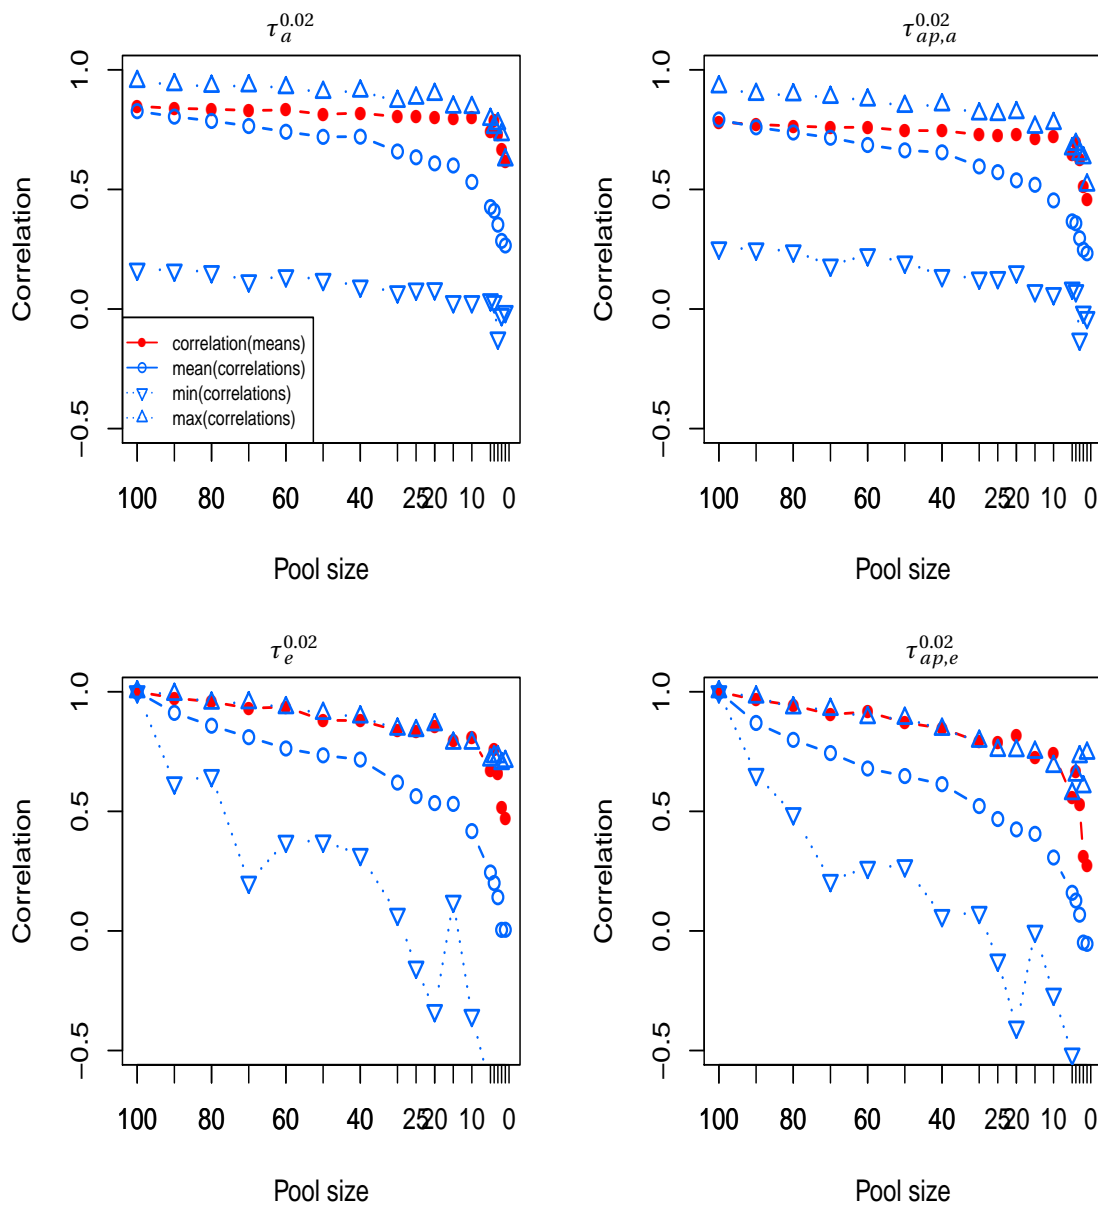 τ_a^0.02
1.0
0.5
0.0
−0.5
Correlation
correlation(means)
mean(correlations)
min(correlations)
max(correlations)
100 80 60 40 25 20 10 0
Pool size
τ_ap,a^0.02
1.0
0.5
0.0
−0.5
Correlation
100 80 60 40 25 20 10 0
Pool size
τ_e^0.02
1.0
0.5
0.0
−0.5
Correlation
100 80 60 40 25 20 10 0
Pool size
τ_ap,e^0.02
1.0
0.5
0.0
−0.5
Correlation
100 80 60 40 25 20 10 0
Pool size